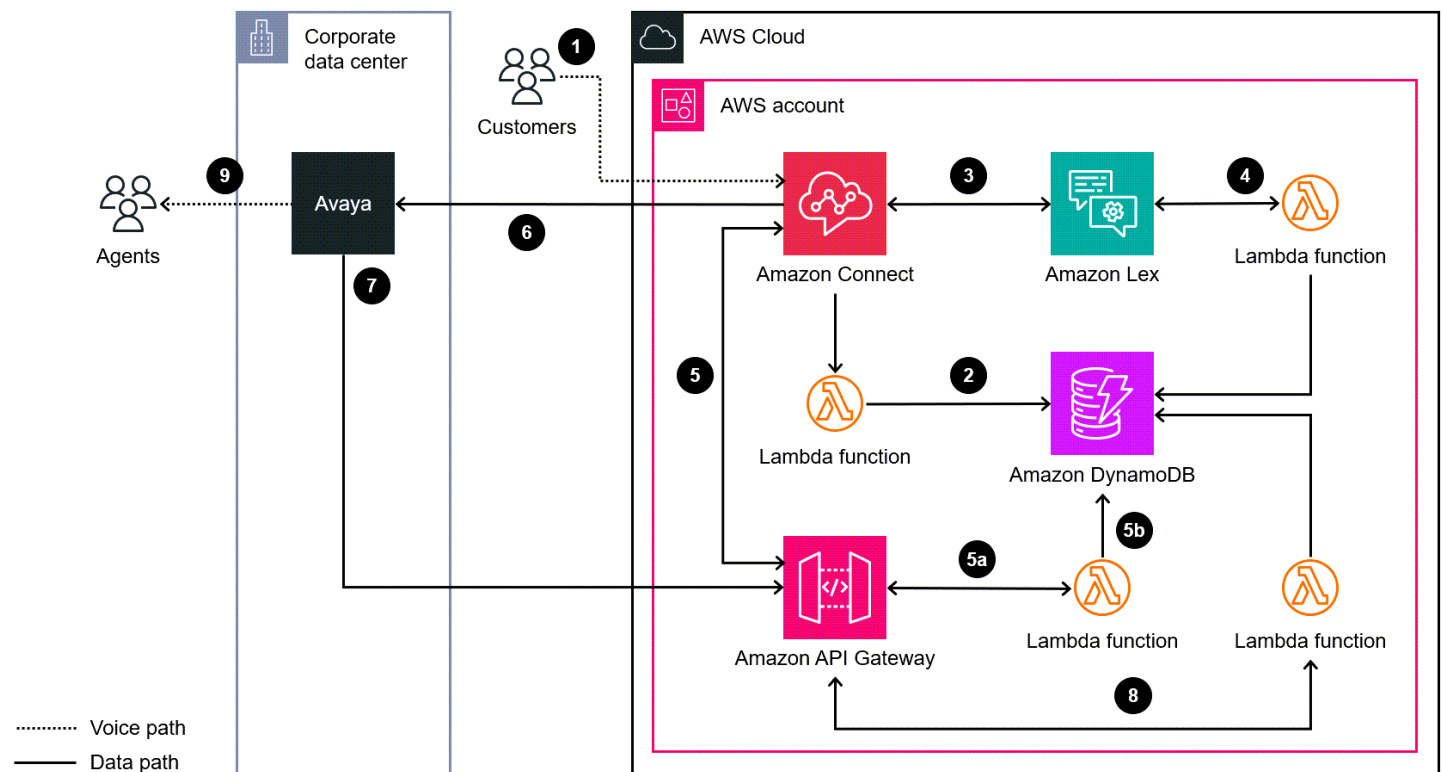 Corporate
data center
1
Customers
AWS Cloud
AWS account
9
Avaya
Agents
6
3
4
Amazon Connect
Amazon Lex
Lambda function
7
5
2
Lambda function
Amazon DynamoDB
5b
5a
Amazon API Gateway
Lambda function
Lambda function
8
Voice path
Data path